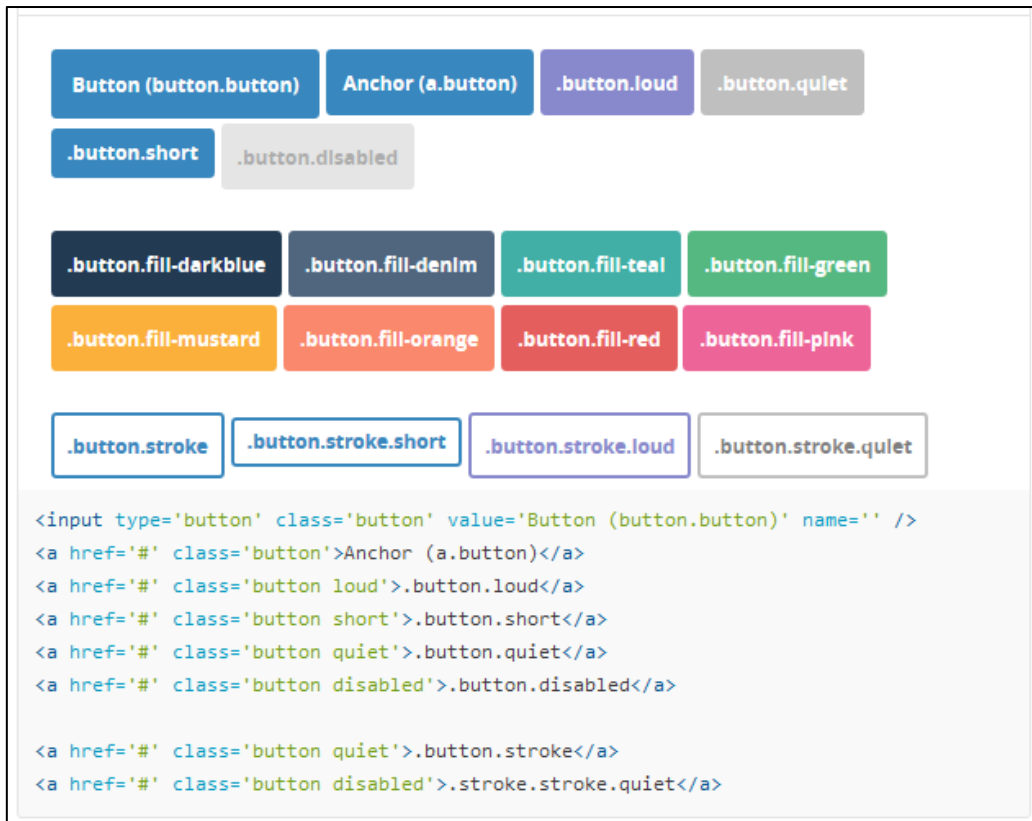 Button (button.button) Anchor (a.button) .button.loud .button.quiet
.button.short .button.disabled
.button.fill-darkblue .button.fill-denim .button.fill-teal .button.fill-green
.button.fill-mustard .button.fill-orange .button.fill-red .button.fill-pink
.button.stroke .button.stroke.short .button.stroke.loud .button.stroke.quiet
<input type='button' class='button' value='Button (button.button)' name='' />
<a href='#' class='button'>Anchor (a.button)</a>
<a href='#' class='button loud'>.button.loud</a>
<a href='#' class='button short'>.button.short</a>
<a href='#' class='button quiet'>.button.quiet</a>
<a href='#' class='button disabled'>.button.disabled</a>
<a href='#' class='button quiet'>.button.stroke</a>
<a href='#' class='button disabled'>.stroke.stroke.quiet</a>